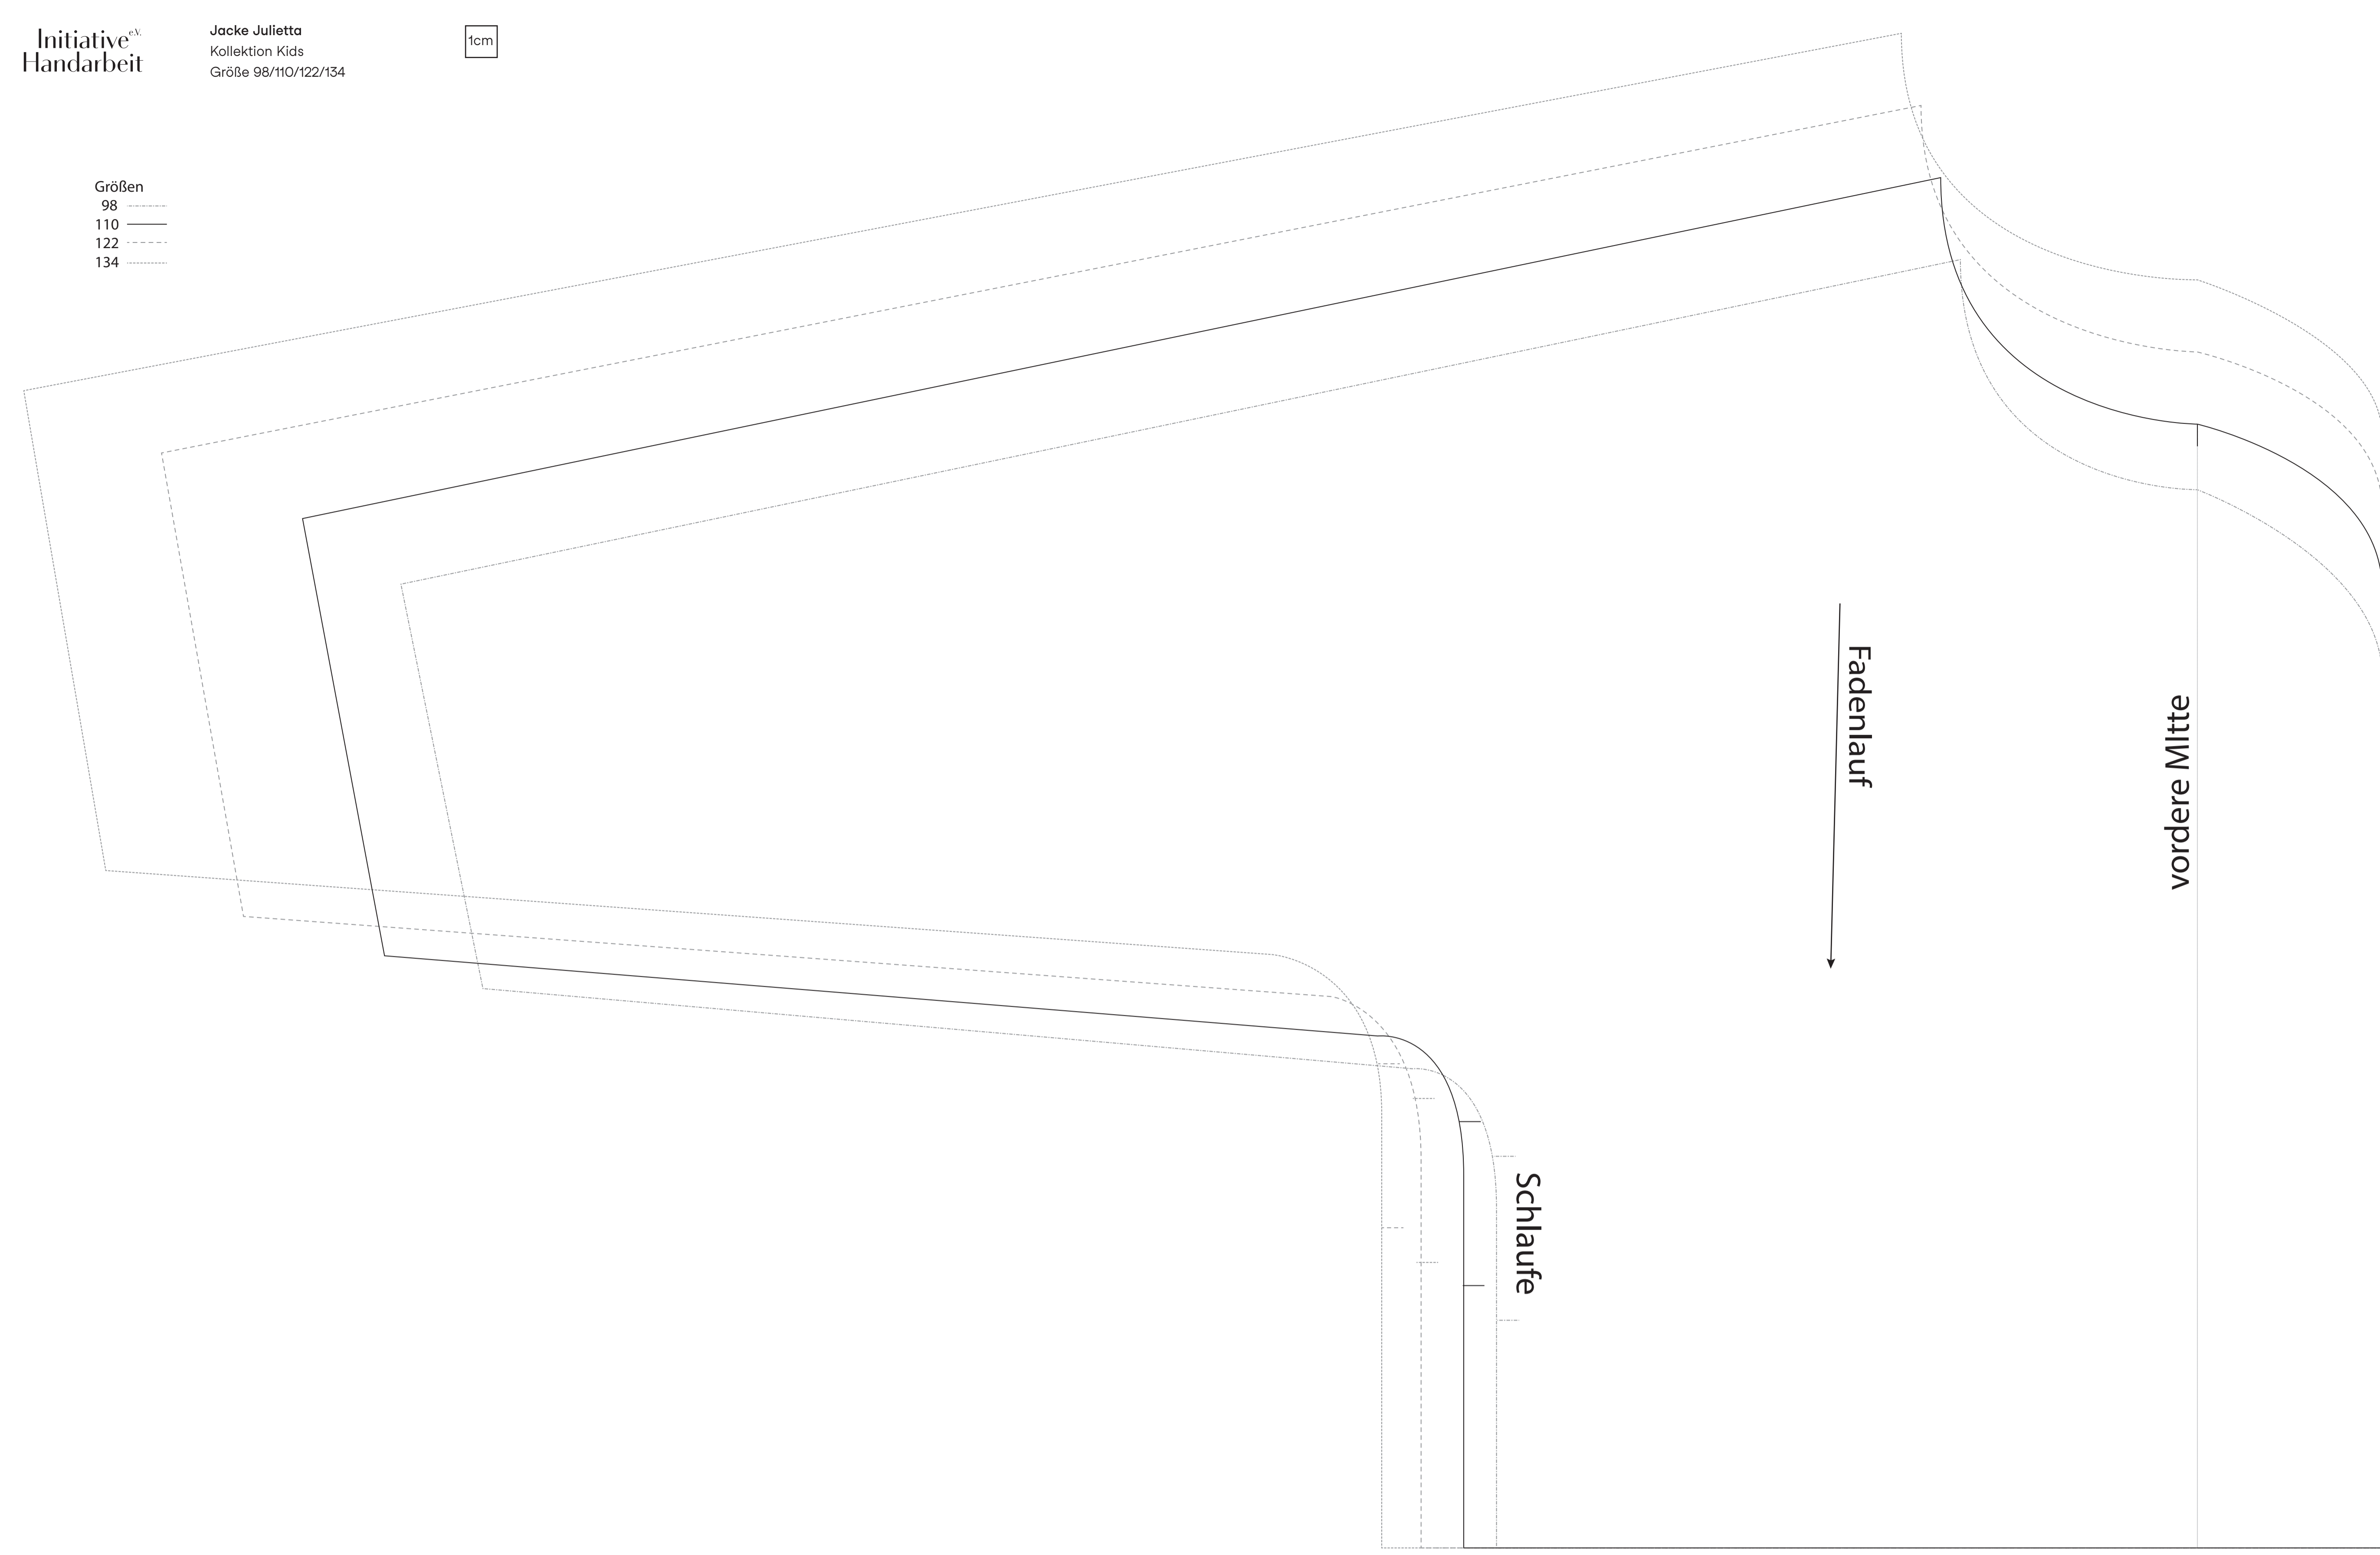 Initiative e.V.
Handarbeit
Jacke Julietta
Kollektion Kids
Größe 98/110/122/134
1cm
Größen
98
110
122
134
Fadenlauf
vordere MItte
Schlaufe